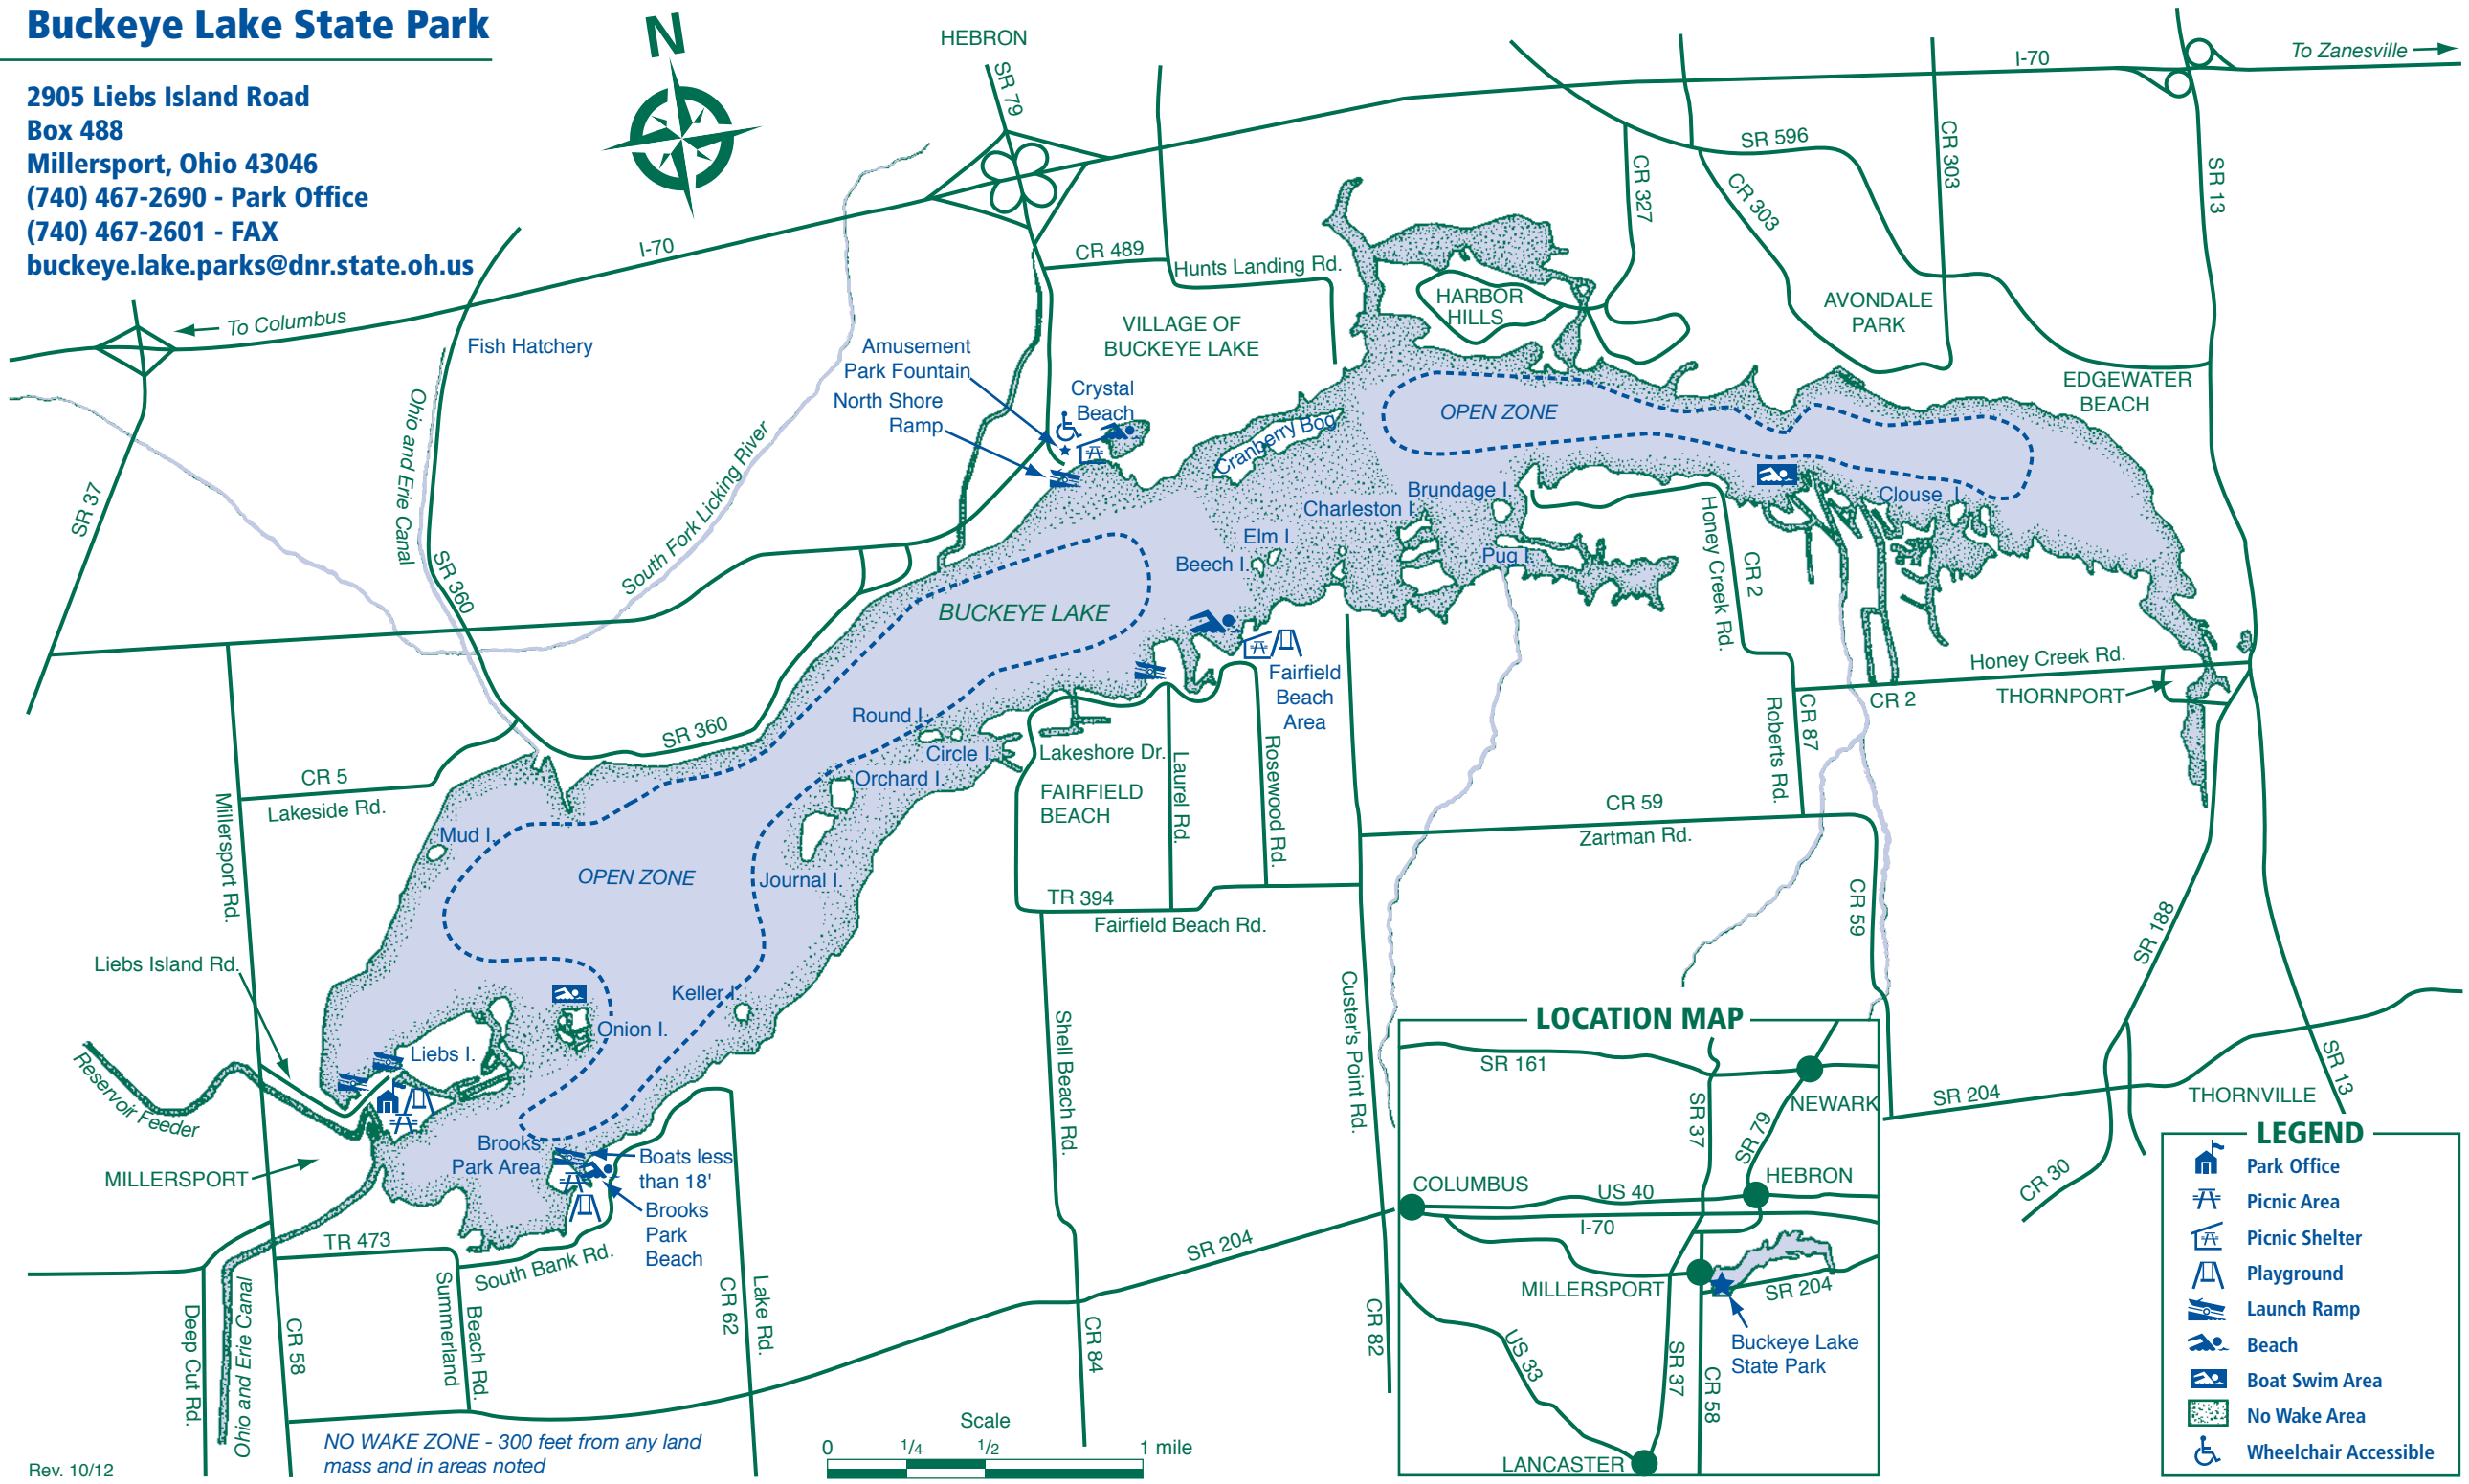 Buckeye Lake State Park
2905 Liebs Island Road
Box 488
Millersport, Ohio 43046
(740) 467-2690 - Park Office
(740) 467-2601 - FAX
buckeye.lake.parks@dnr.state.oh.us
N
HEBRON
SR 79
I-70
To Zanesville
SR 596
CR 303
SR 13
CR 327
CR 303
I-70
CR 489
Hunts Landing Rd.
To Columbus
Fish Hatchery
HARBOR
HILLS
AVONDALE
PARK
VILLAGE OF
BUCKEYE LAKE
Amusement
Park Fountain
North Shore
Ramp
Crystal
Beach
EDGEWATER
BEACH
OPEN ZONE
Cranberry Bog
Ohio and Erie Canal
South Fork Licking River
SR 37
SR 360
Brundage I.
Charleston I.
Clouse I.
Elm I.
Beech I.
Pug I.
Honey Creek Rd.
CR 2
BUCKEYE LAKE
Fairfield
Beach
Area
Honey Creek Rd.
CR 2
THORNPORT
Roberts Rd.
CR 87
SR 360
Round I.
Circle I.
Orchard I.
Lakeshore Dr.
Laurel Rd.
Rosewood Rd.
FAIRFIELD
BEACH
CR 5
Lakeside Rd.
Millersport Rd.
Mud I.
OPEN ZONE
Journal I.
CR 59
Zartman Rd.
CR 59
TR 394
Fairfield Beach Rd.
SR 188
Liebs Island Rd.
Keller I.
Onion I.
Liebs I.
Reservoir Feeder
MILLERSPORT
Brooks
Park Area
Boats less
than 18'
Brooks
Park
Beach
Shell Beach Rd.
Custer's Point Rd.
SR 204
THORNVILLE
SR 13
CR 30
TR 473
South Bank Rd.
Summerland
Beach Rd.
CR 62
Lake Rd.
CR 84
SR 204
CR 82
Deep Cut Rd.
Ohio and Erie Canal
CR 58
LOCATION MAP
SR 161
NEWARK
SR 37
SR 79
COLUMBUS
US 40
HEBRON
I-70
MILLERSPORT
SR 204
Buckeye Lake
State Park
US 33
SR 37
CR 58
LANCASTER
LEGEND
Park Office
Picnic Area
Picnic Shelter
Playground
Launch Ramp
Beach
Boat Swim Area
No Wake Area
Wheelchair Accessible
NO WAKE ZONE - 300 feet from any land
mass and in areas noted
Scale
0 1/4 1/2 1 mile
Rev. 10/12